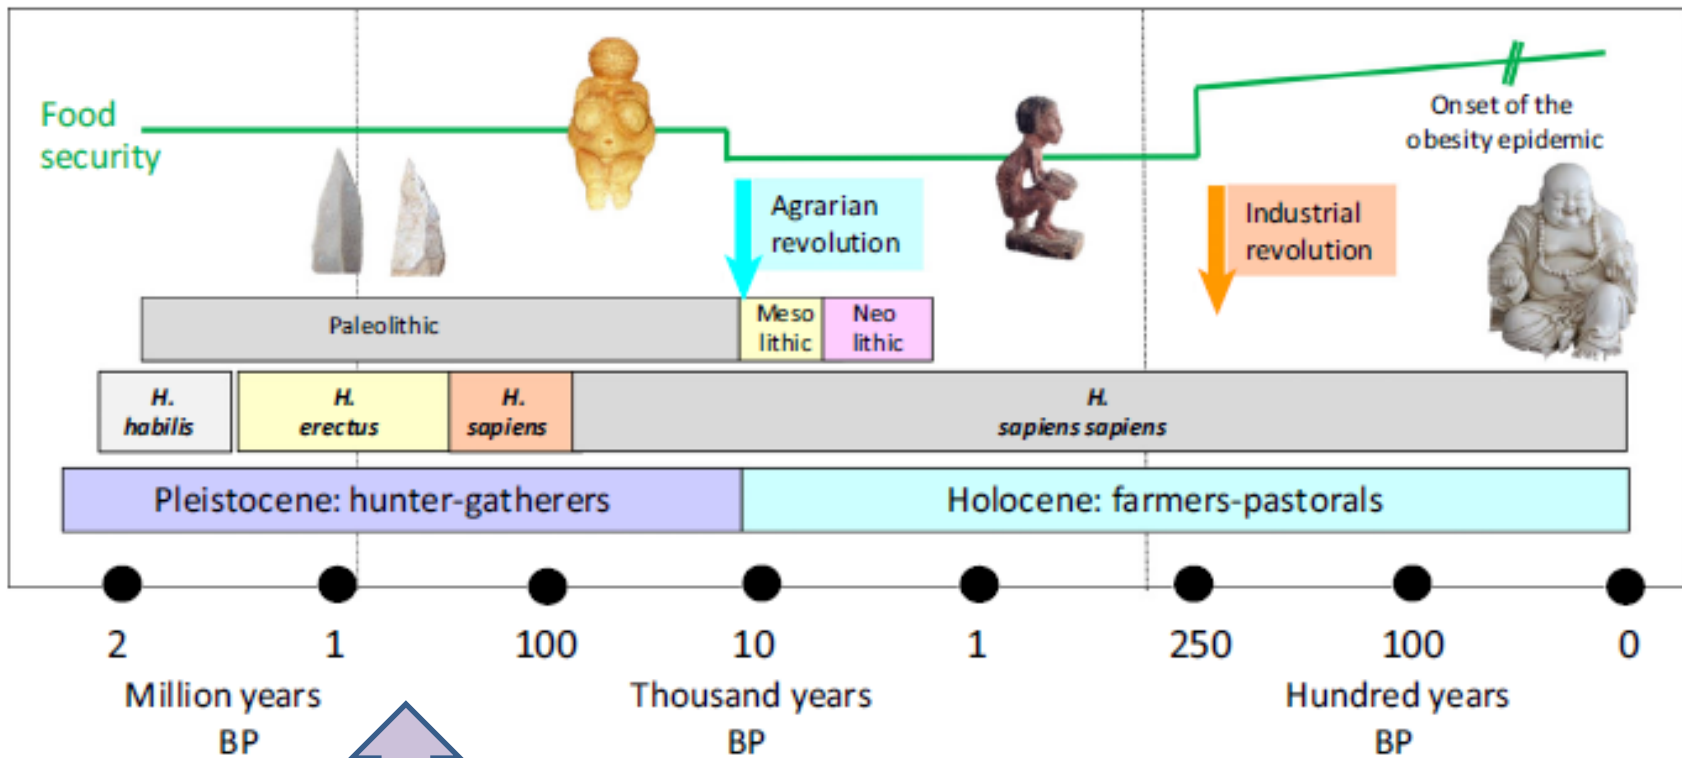 Food
security
Onset of the
obesity epidemic
Agrarian
revolution
Industrial
revolution
Paleolithic
Meso
lithic
Neo
lithic
H.
habilis
H.
erectus
H.
sapiens
H.
sapiens sapiens
Pleistocene: hunter-gatherers
Holocene: farmers-pastorals
2 1 100 10 1 250 100 0
Million years
BP
Thousand years
BP
Hundred years
BP